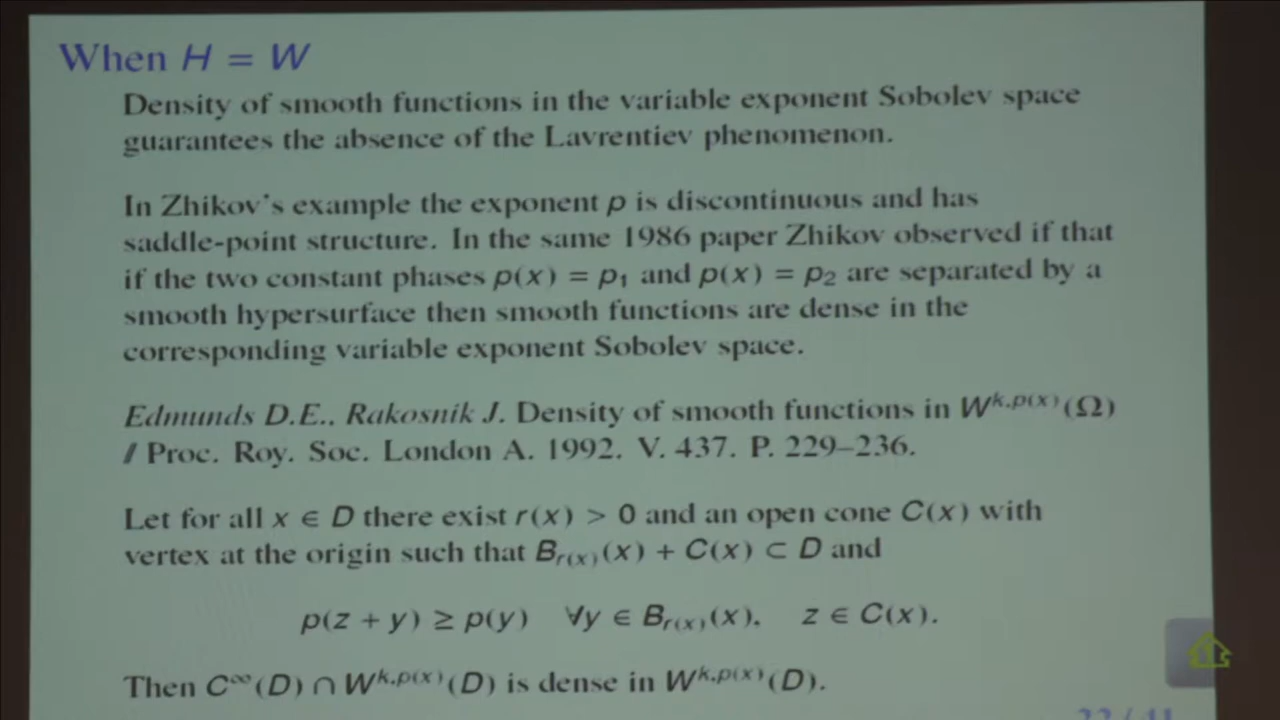 When H = W
Density of smooth functions in the variable exponent Sobolev space
guarantees the absence of the Lavrentiev phenomenon.
In Zhikov's example the exponent p is discontinuous and has
saddle-point structure. In the same 1986 paper Zhikov observed if that
if the two constant phases p(x) = p₁ and p(x) = p₂ are separated by a
smooth hypersurface then smooth functions are dense in the
corresponding variable exponent Sobolev space.
Edmunds D.E., Rakosnik J. Density of smooth functions in W^{k,p(x)}(Ω)
// Proc. Roy. Soc. London A. 1992. V. 437. P. 229–236.
Let for all x ∈ D there exist r(x) > 0 and an open cone C(x) with
vertex at the origin such that B_{r(x)}(x) + C(x) ⊂ D and
p(z + y) ≥ p(y) ∀y ∈ B_{r(x)}(x), z ∈ C(x).
Then C^∞(D) ∩ W^{k,p(x)}(D) is dense in W^{k,p(x)}(D).
22 / 41